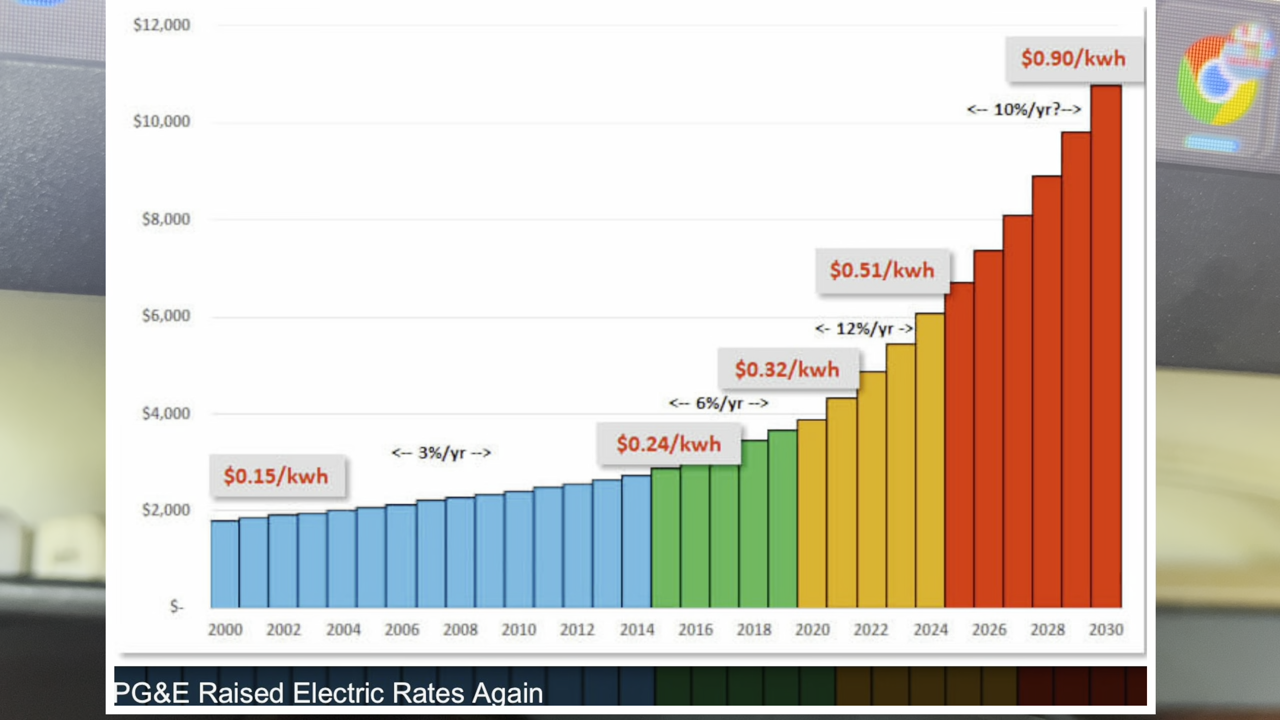 $12,000
$0.90/kwh
<-- 10%/yr?-->
$10,000
$8,000
$0.51/kwh
$6,000
<- 12%/yr ->
$0.32/kwh
<-- 6%/yr -->
$4,000
$0.24/kwh
<-- 3%/yr -->
$0.15/kwh
$2,000
$-
2000 2002 2004 2006 2008 2010 2012 2014 2016 2018 2020 2022 2024 2026 2028 2030
PG&E Raised Electric Rates Again